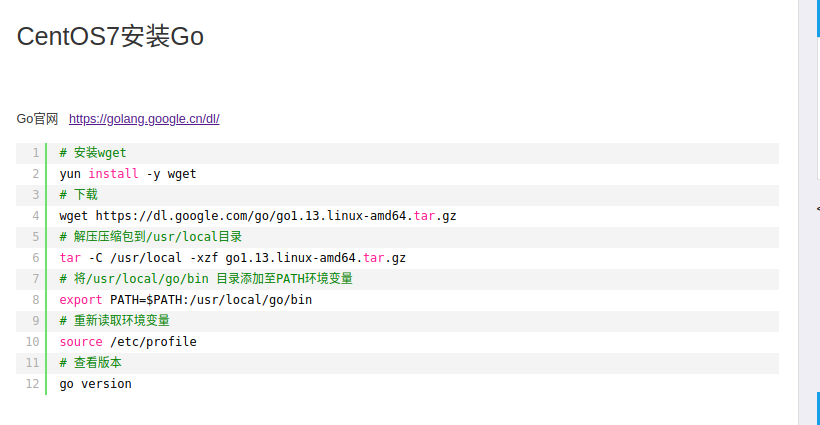 CentOS7安装Go
Go官网 https://golang.google.cn/dl/
1 # 安装wget
2 yun install -y wget
3 # 下载
4 wget https://dl.google.com/go/go1.13.linux-amd64.tar.gz
5 # 解压压缩包到/usr/local目录
6 tar -C /usr/local -xzf go1.13.linux-amd64.tar.gz
7 # 将/usr/local/go/bin 目录添加至PATH环境变量
8 export PATH=$PATH:/usr/local/go/bin
9 # 重新读取环境变量
10 source /etc/profile
11 # 查看版本
12 go version